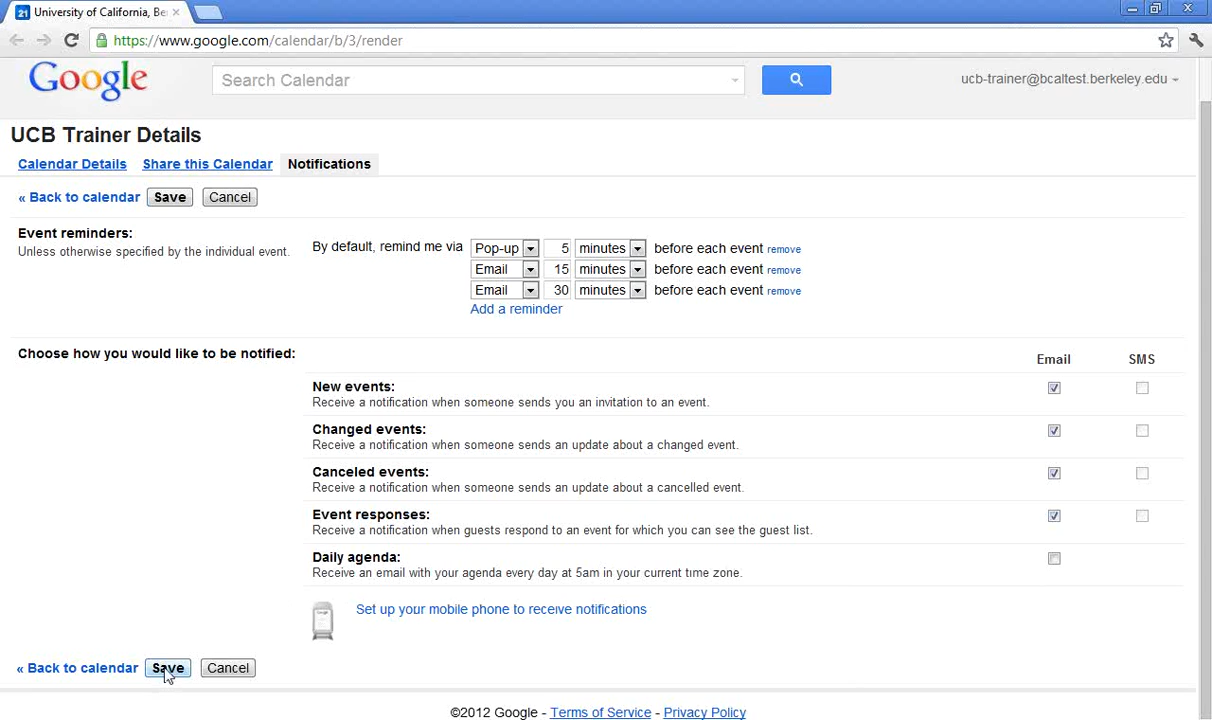 21 University of California, Be
https://www.google.com/calendar/b/3/render
Google
Search Calendar
ucb-trainer@bcaltest.berkeley.edu
UCB Trainer Details
Calendar Details Share this Calendar Notifications
« Back to calendar Save Cancel
Event reminders:
Unless otherwise specified by the individual event.
By default, remind me via Pop-up 5 minutes before each event remove
Email 15 minutes before each event remove
Email 30 minutes before each event remove
Add a reminder
Choose how you would like to be notified:
Email SMS
New events:
Receive a notification when someone sends you an invitation to an event.
Changed events:
Receive a notification when someone sends an update about a changed event.
Canceled events:
Receive a notification when someone sends an update about a cancelled event.
Event responses:
Receive a notification when guests respond to an event for which you can see the guest list.
Daily agenda:
Receive an email with your agenda every day at 5am in your current time zone.
Set up your mobile phone to receive notifications
« Back to calendar Save Cancel
©2012 Google - Terms of Service - Privacy Policy